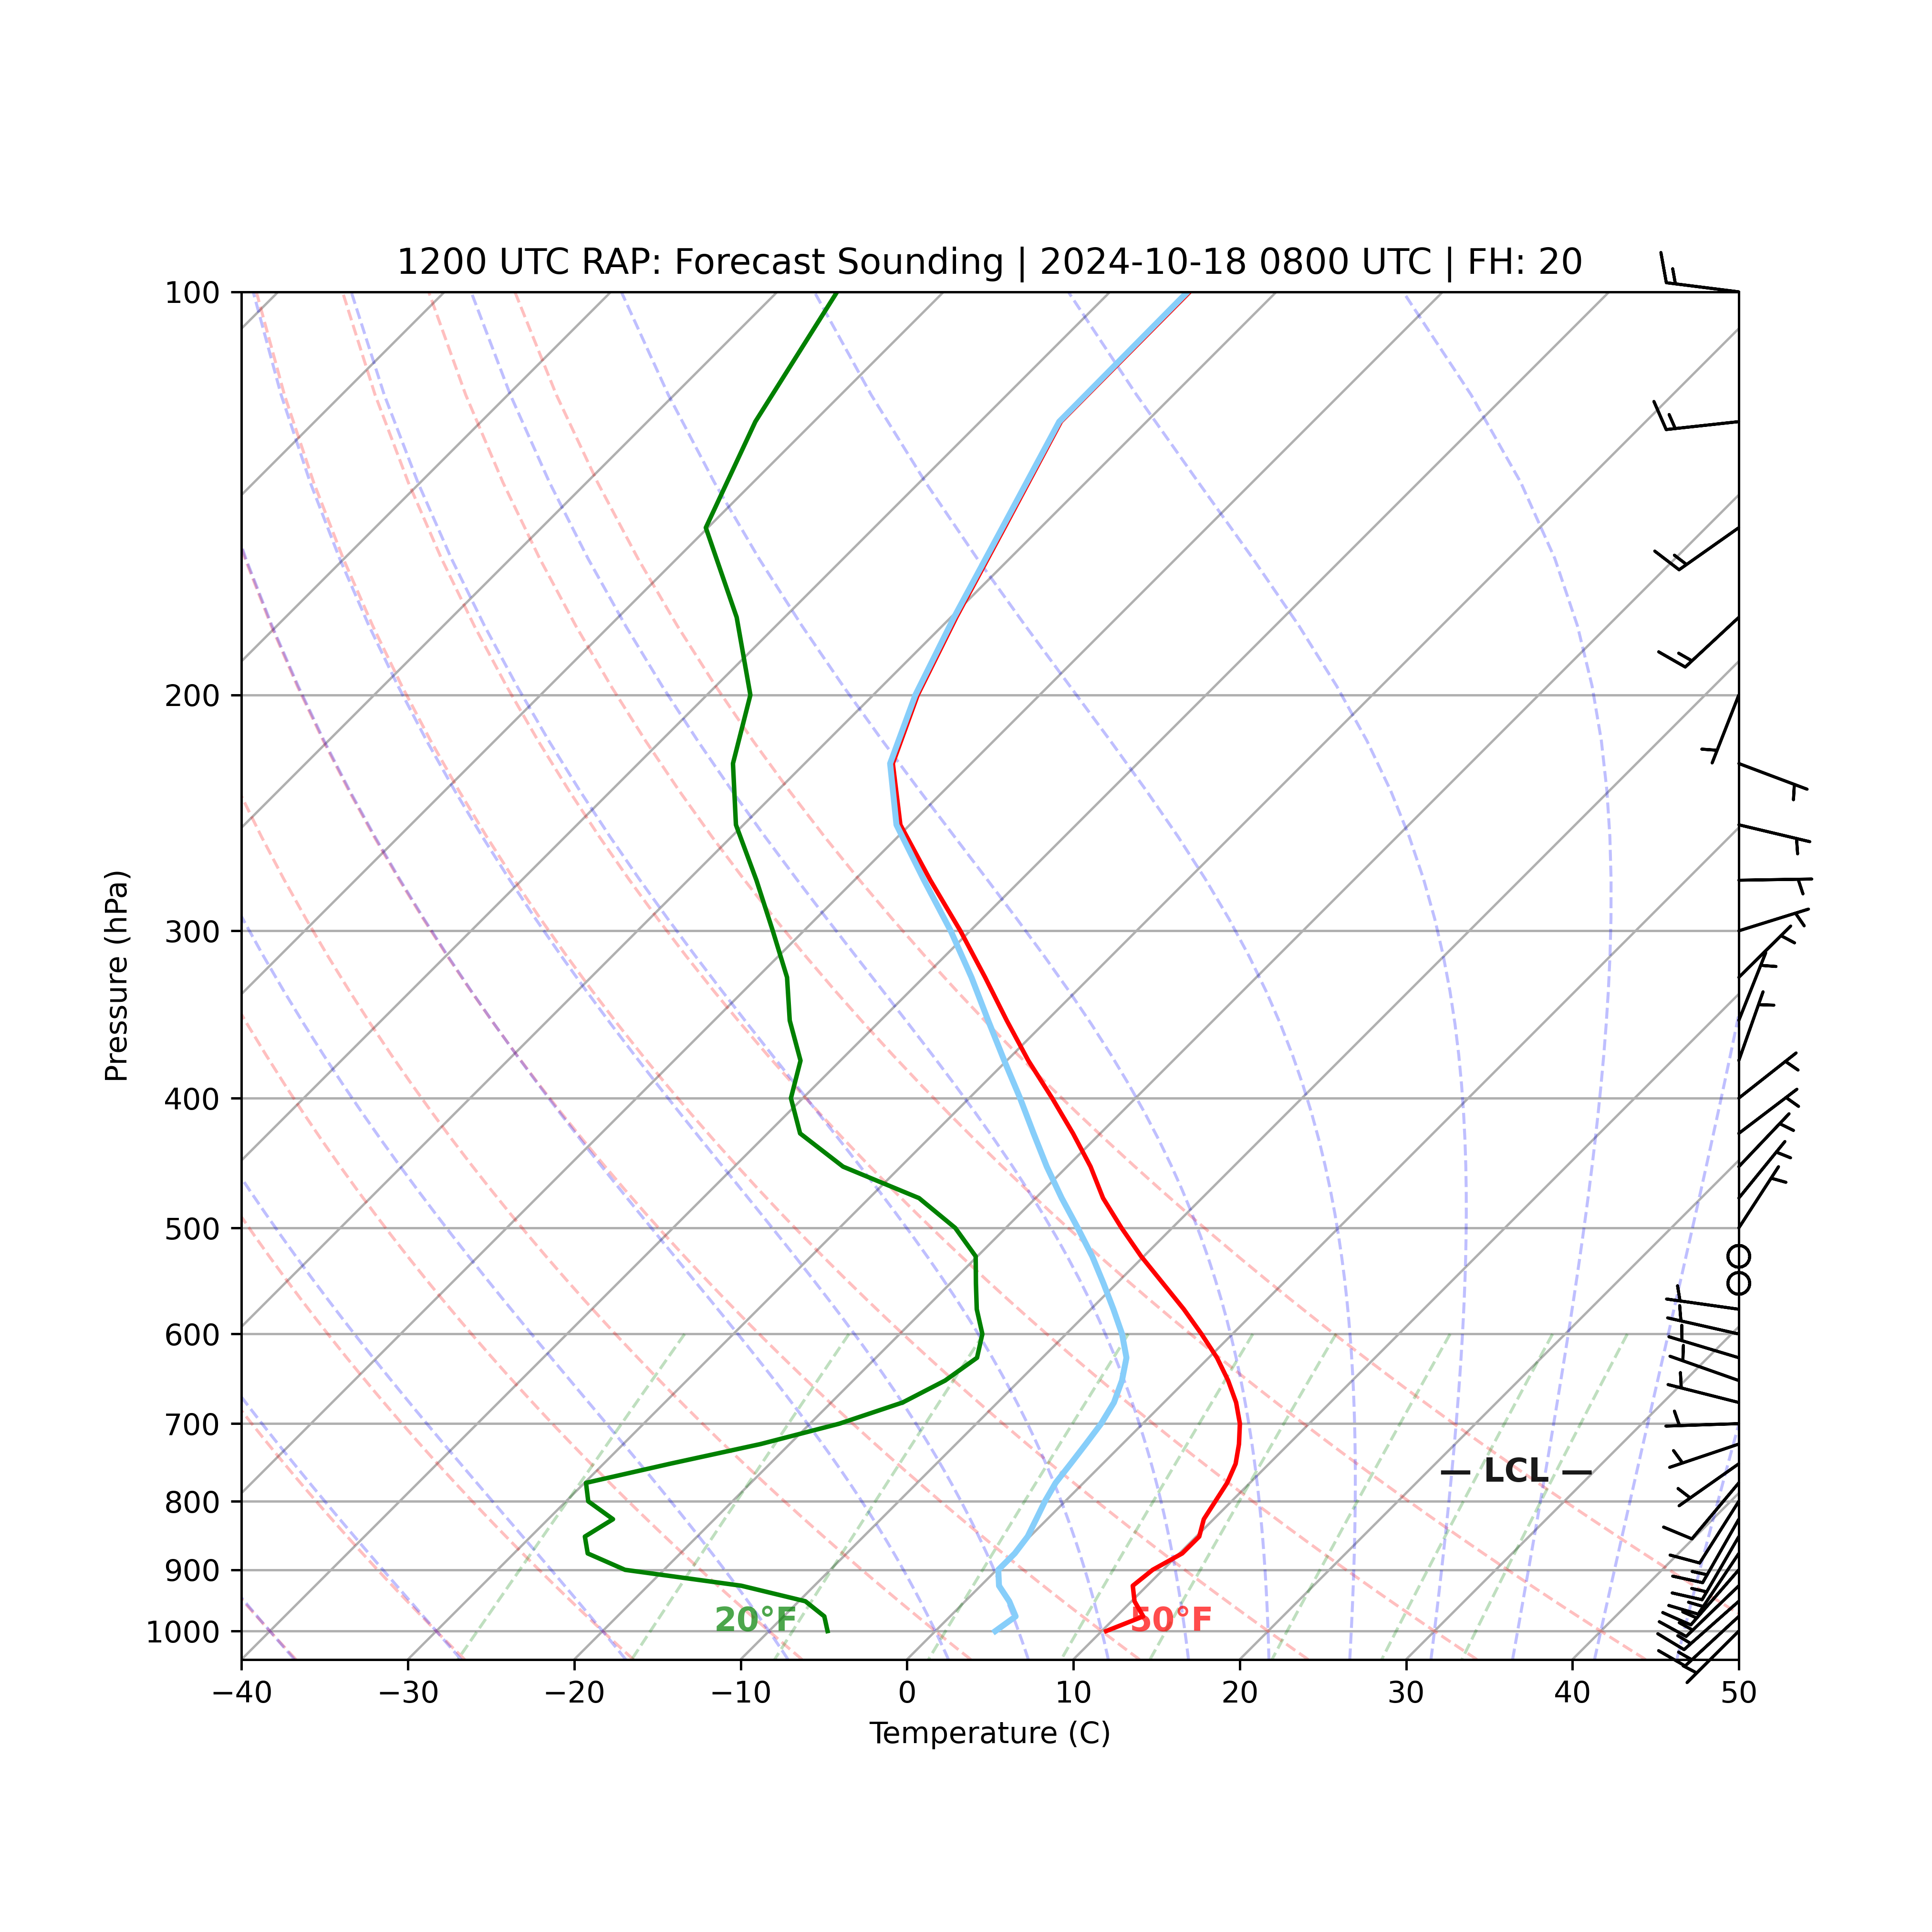 1200 UTC RAP: Forecast Sounding | 2024-10-18 0800 UTC | FH: 20
100
200
300
400
500
600
700
800
900
1000
Pressure (hPa)
— LCL —
20°F
50°F
−40 −30 −20 −10 0 10 20 30 40 50
Temperature (C)